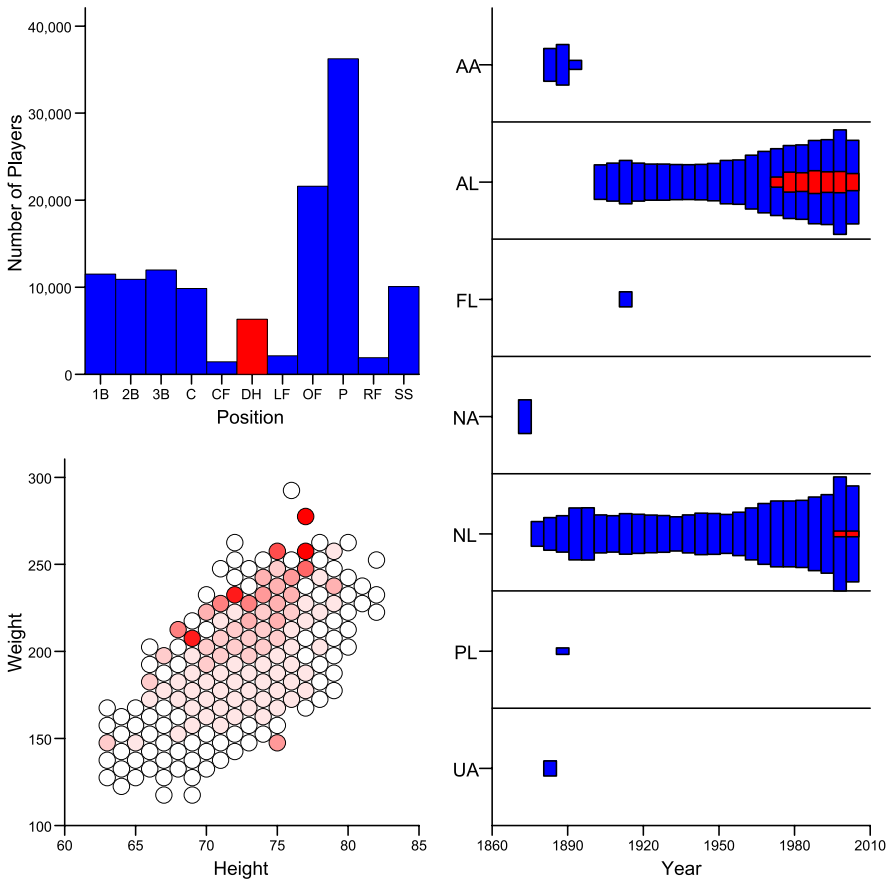 40,000
30,000
20,000
10,000
0
Number of Players
1B 2B 3B C CF DH LF OF P RF SS
Position
300
250
200
150
100
Weight
60 65 70 75 80 85
Height
AA
AL
FL
NA
NL
PL
UA
1860 1890 1920 1950 1980 2010
Year